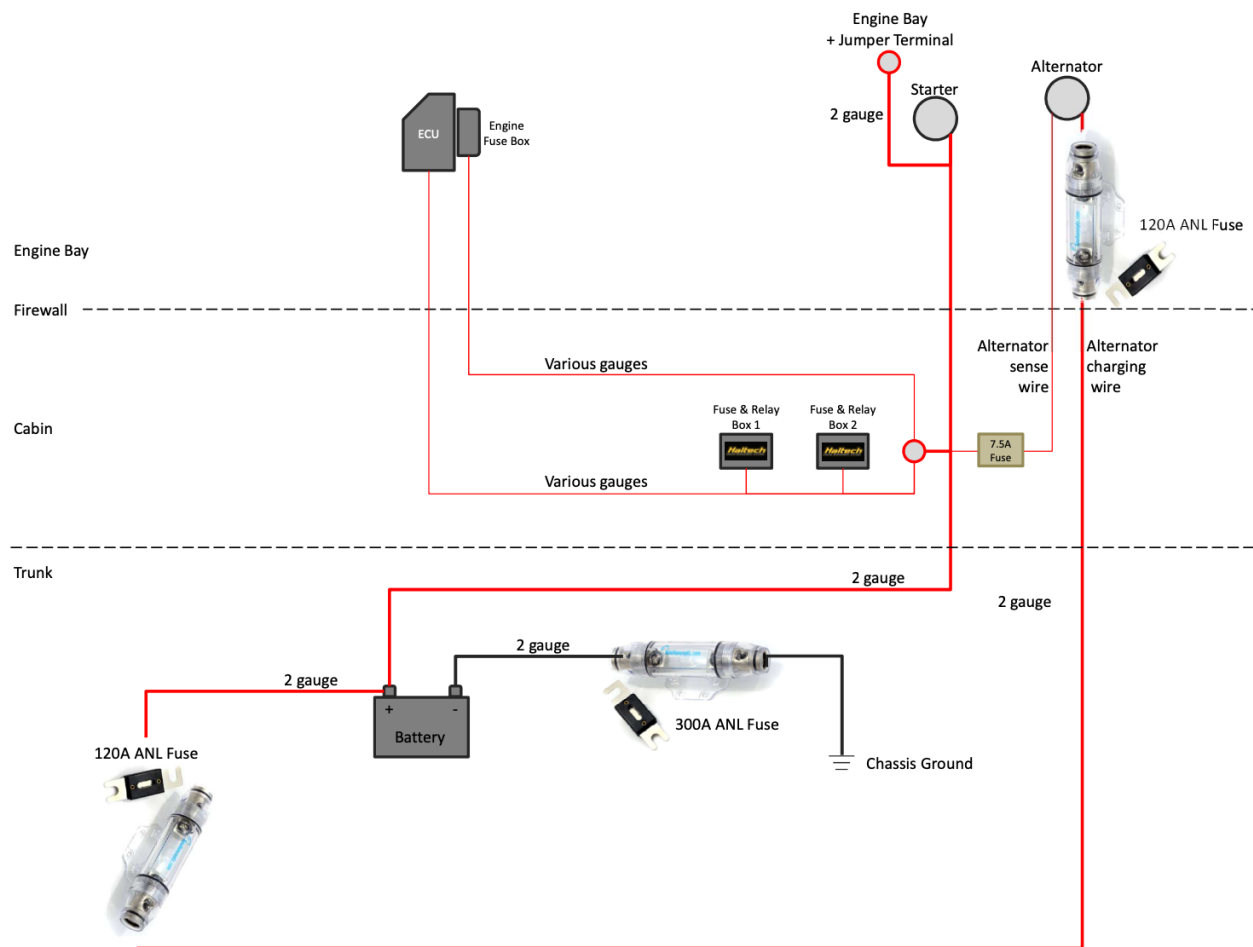 Engine Bay
+ Jumper Terminal
Alternator
Starter
2 gauge
ECU
Engine
Fuse Box
120A ANL Fuse
Engine Bay
Firewall
Alternator
sense
wire
Alternator
charging
wire
Various gauges
Fuse & Relay
Box 1
Fuse & Relay
Box 2
Cabin
Haltech
Haltech
7.5A
Fuse
Various gauges
Trunk
2 gauge
2 gauge
2 gauge
2 gauge
+
-
Battery
300A ANL Fuse
120A ANL Fuse
Chassis Ground